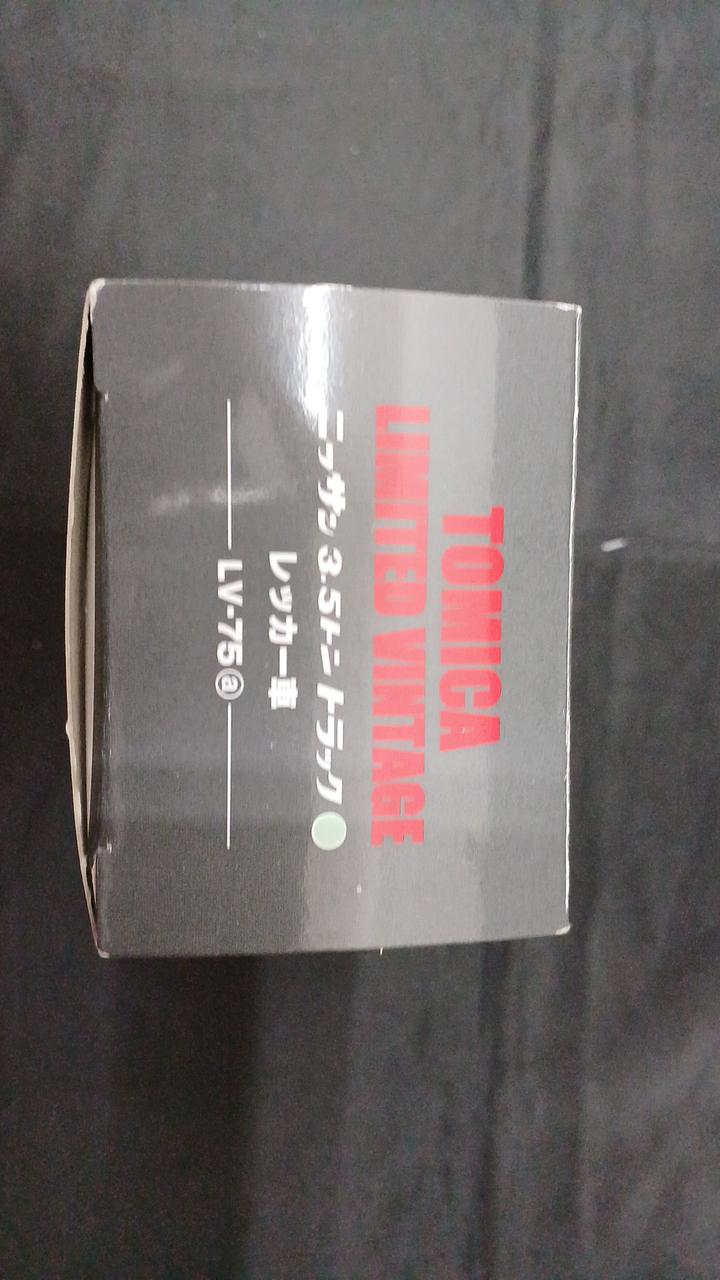 TOMICA
LIMITED VINTAGE
ニッサン 3.5トン トラック
レッカー車
LV-75ⓐ